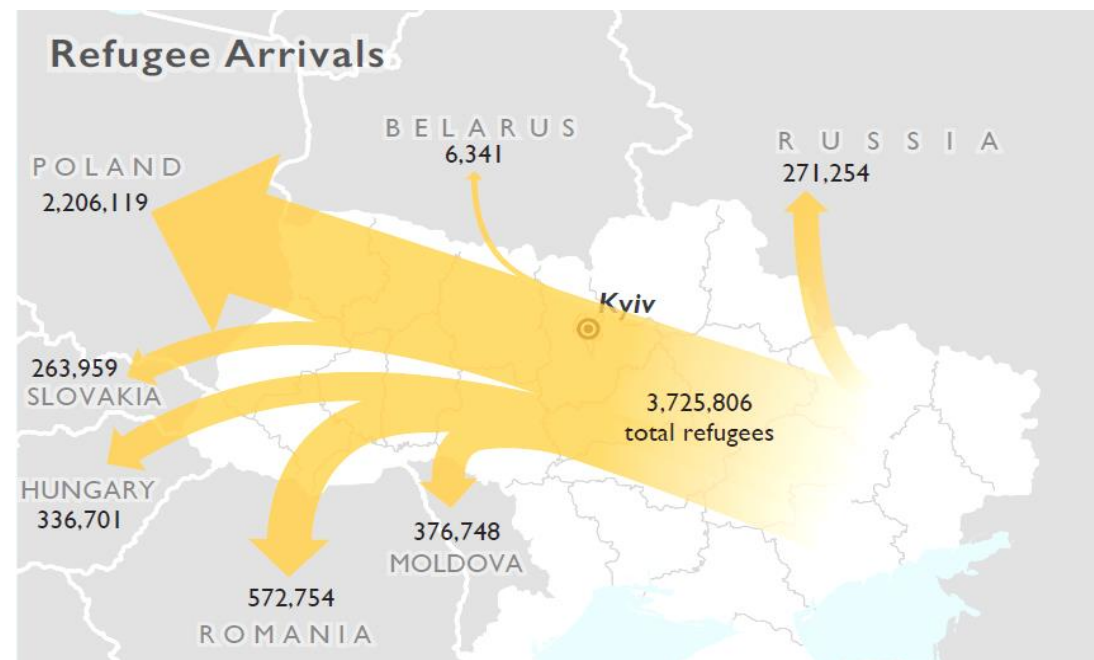 Refugee Arrivals
BELARUS
6,341
RUSSIA
271,254
POLAND
2,206,119
Kyiv
263,959
SLOVAKIA
3,725,806
total refugees
HUNGARY
336,701
376,748
MOLDOVA
572,754
ROMANIA